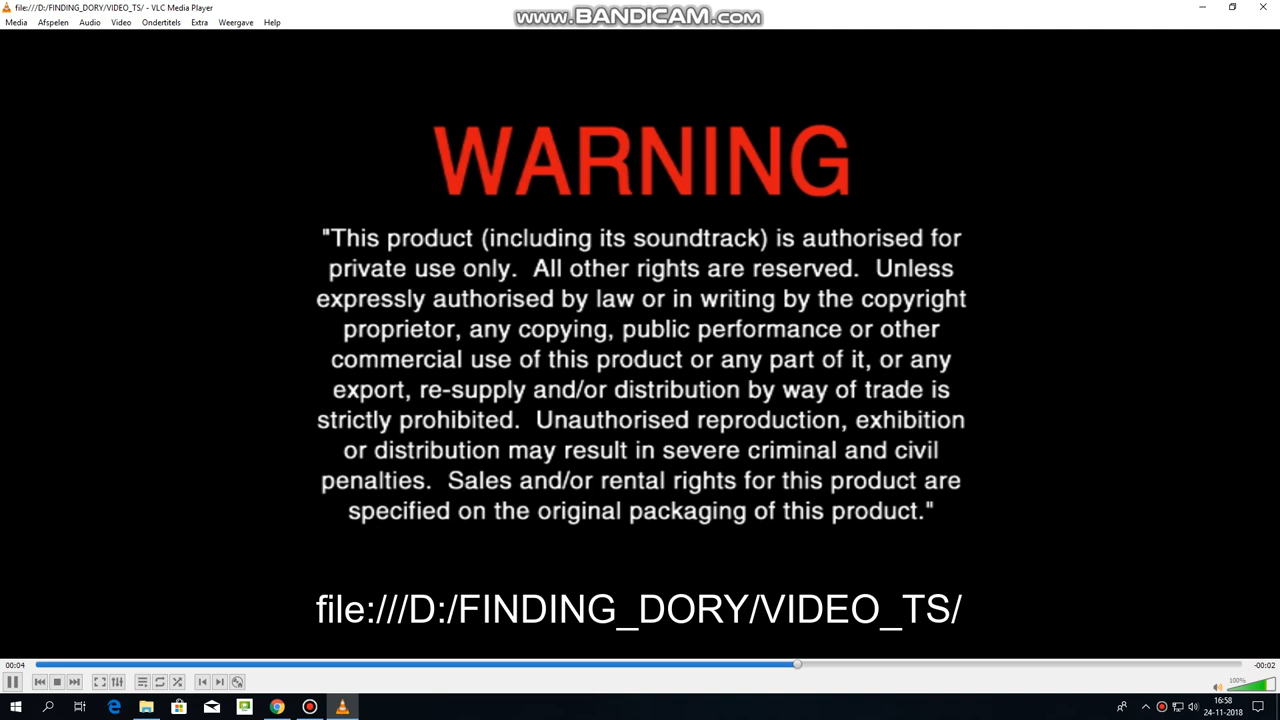 file:///D:/FINDING_DORY/VIDEO_TS/ - VLC Media Player
www.BANDICAM.com
Media Afspelen Audio Video Ondertitels Extra Weergave Help
WARNING
"This product (including its soundtrack) is authorised for
private use only. All other rights are reserved. Unless
expressly authorised by law or in writing by the copyright
proprietor, any copying, public performance or other
commercial use of this product or any part of it, or any
export, re-supply and/or distribution by way of trade is
strictly prohibited. Unauthorised reproduction, exhibition
or distribution may result in severe criminal and civil
penalties. Sales and/or rental rights for this product are
specified on the original packaging of this product."
file:///D:/FINDING_DORY/VIDEO_TS/
00:04 -00:02
100%
16:58
24-11-2018